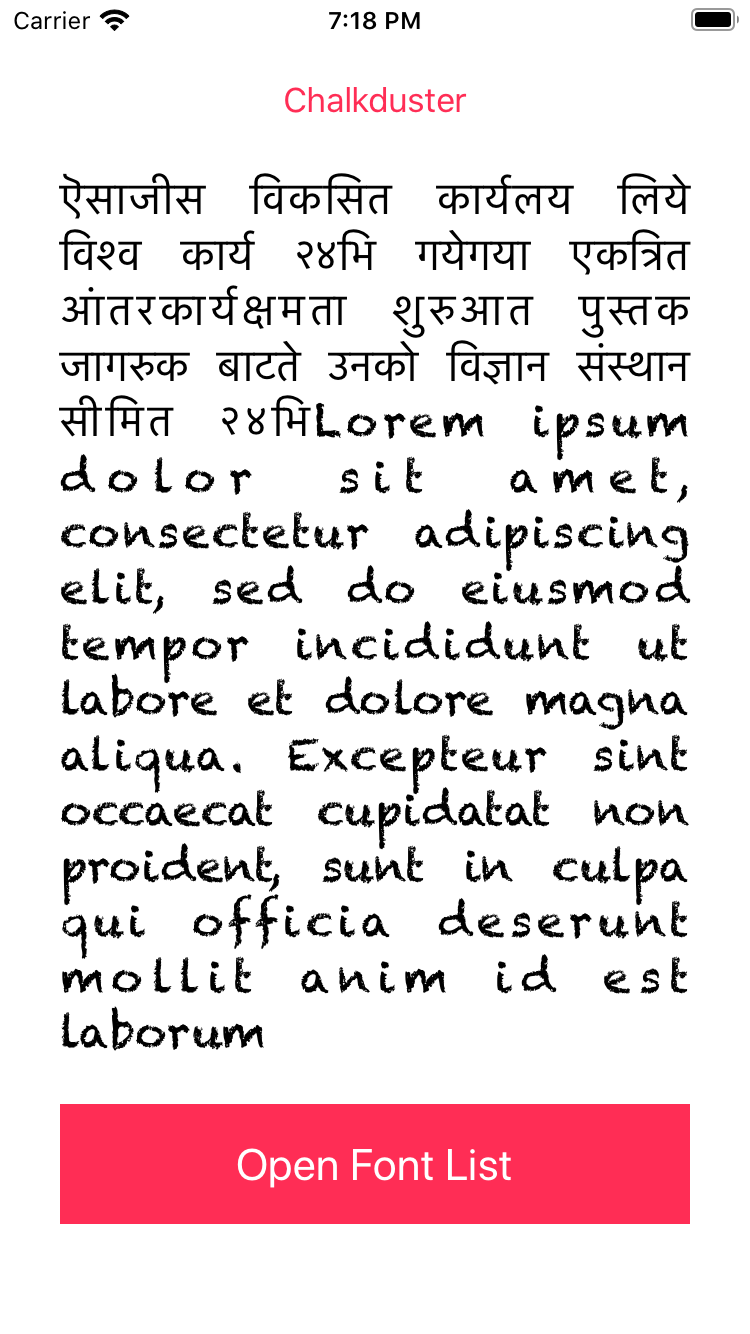 Carrier 7:18 PM
Chalkduster
ऎसाजीस विकसित कार्यलय लिये
विश्व कार्य २४भि गयेगया एकत्रित
आंतरकार्यक्षमता शुरुआत पुस्तक
जागरुक बाटते उनको विज्ञान संस्थान
सीमित २४भिLorem ipsum
dolor sit amet,
consectetur adipiscing
elit, sed do eiusmod
tempor incididunt ut
labore et dolore magna
aliqua. Excepteur sint
occaecat cupidatat non
proident, sunt in culpa
qui officia deserunt
mollit anim id est
laborum
Open Font List